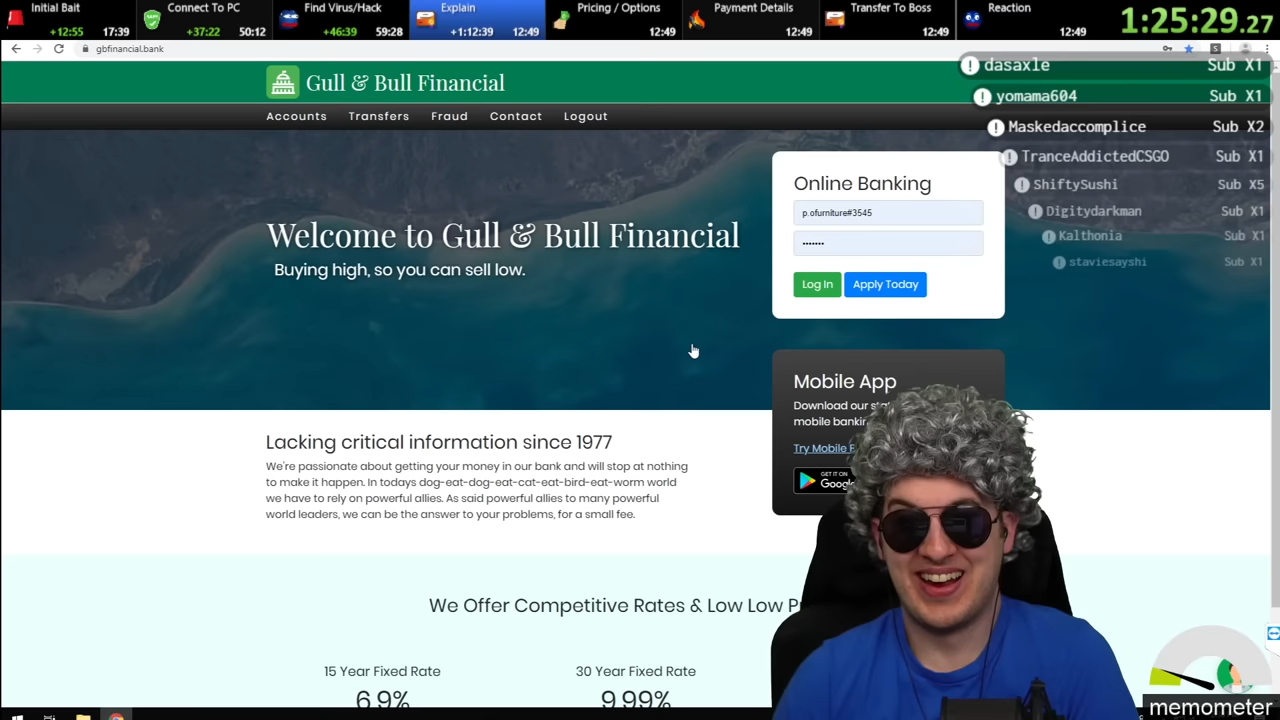 Initial Bait
+12:55 17:39
Connect To PC
+37:22 50:12
Find Virus/Hack
+46:39 59:28
Explain
+1:12:39 12:49
Pricing / Options
12:49
Payment Details
12:49
Transfer To Boss
12:49
Reaction
12:49
1:25:29.27
gbfinancial.bank
Gull & Bull Financial
Accounts Transfers Fraud Contact Logout
dasaxle Sub X1
yomama604 Sub X1
Maskedaccomplice Sub X2
TranceAddictedCSGO Sub X1
ShiftySushi Sub X5
Digitydarkman Sub X1
Kalthonia Sub X1
staviesayshi Sub X1
Welcome to Gull & Bull Financial
Buying high, so you can sell low.
Online Banking
p.ofurniture#3545
•••••••
Log In Apply Today
Mobile App
Download our
mobile
Try Mobile
GET IT ON
Google
Lacking critical information since 1977
We're passionate about getting your money in our bank and will stop at nothing
to make it happen. In todays dog-eat-dog-eat-cat-eat-bird-eat-worm world
we have to rely on powerful allies. As said powerful allies to many powerful
world leaders, we can be the answer to your problems, for a small fee.
We Offer Competitive Rates & Low Low
15 Year Fixed Rate
6.9%
30 Year Fixed Rate
9.99%
memometer